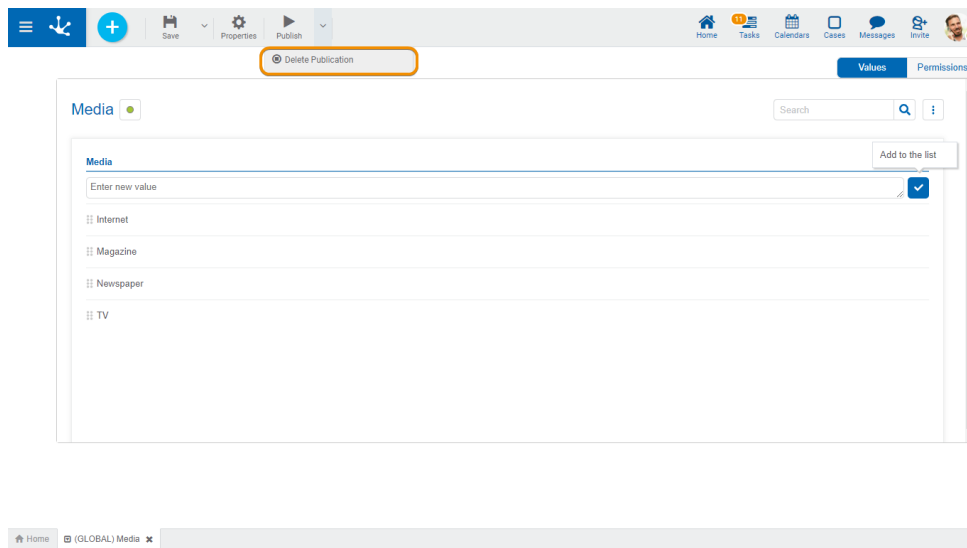 Save
Properties
Publish
Home
11
Tasks
Calendars
Cases
Messages
Invite
Delete Publication
Values
Permissions
Media
Search
Add to the list
Media
Enter new value
Internet
Magazine
Newspaper
TV
Home
(GLOBAL) Media